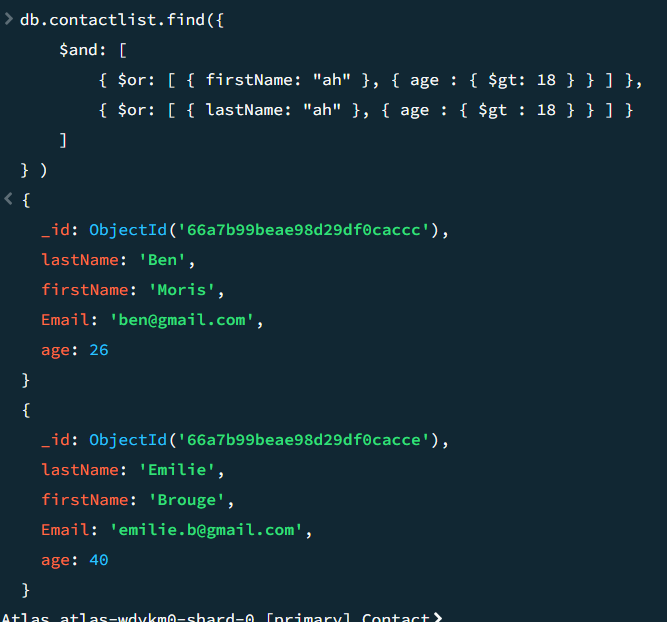 db.contactlist.find({
$and: [
{ $or: [ { firstName: "ah" }, { age : { $gt: 18 } } ] },
{ $or: [ { lastName: "ah" }, { age : { $gt : 18 } } ] }
]
} )
{
_id: ObjectId('66a7b99beae98d29df0caccc'),
lastName: 'Ben',
firstName: 'Moris',
Email: 'ben@gmail.com',
age: 26
}
{
_id: ObjectId('66a7b99beae98d29df0cacce'),
lastName: 'Emilie',
firstName: 'Brouge',
Email: 'emilie.b@gmail.com',
age: 40
}
Atlas atlas-wdykm0-shard-0 [primary] Contact>